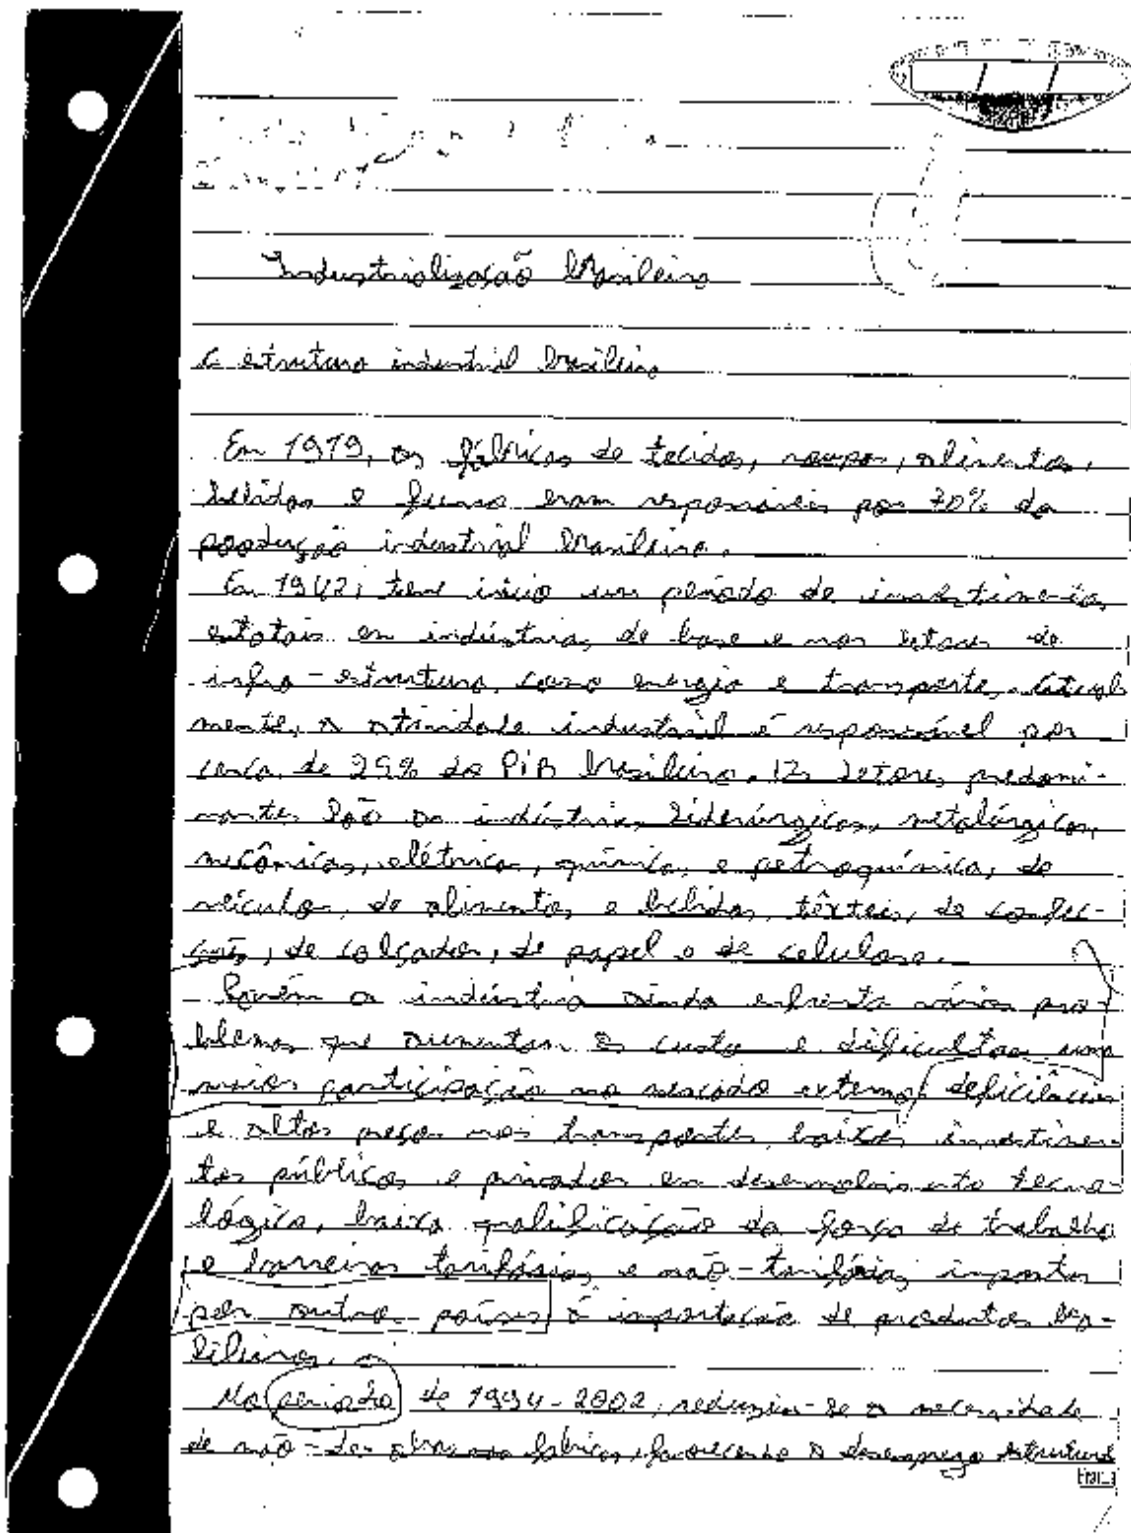 Industrialização brasileira
A estrutura industrial brasileira
Em 1919, as fábricas de tecidos, roupas, alimentos,
bebidas e fumo eram responsáveis por 70% da
produção industrial brasileira.
Em 1942, teve início um período de investimentos
estatais em indústrias de base e nos setores de
infra-estrutura, como energia e transporte. Atual
mente, a atividade industrial é responsável por
cerca de 29% do PIB brasileiro. Os setores predomi-
nantes são as indústrias siderúrgicas, metalúrgicas,
mecânicas, elétricas, química, e petroquímica, de
veículos, de alimentos e bebidas, têxteis, de confec-
ções, de calçados, de papel e de celulose.
Porém a indústria ainda enfrenta vários pro-
blemas que aumentam os custos e dificultam uma
maior participação no mercado externo, deficiências
e altos preços nos transportes, baixos investimen-
tos públicos e privados em desenvolvimento tecno-
lógico, baixa qualificação da força de trabalho
e barreiras tarifárias e não-tarifárias impostas
por outros países à importação de produtos bra-
sileiros.
No período de 1994-2002, reduziu-se a necessidade
de mão-de-obra nas fábricas, favorecendo o desemprego estrutural